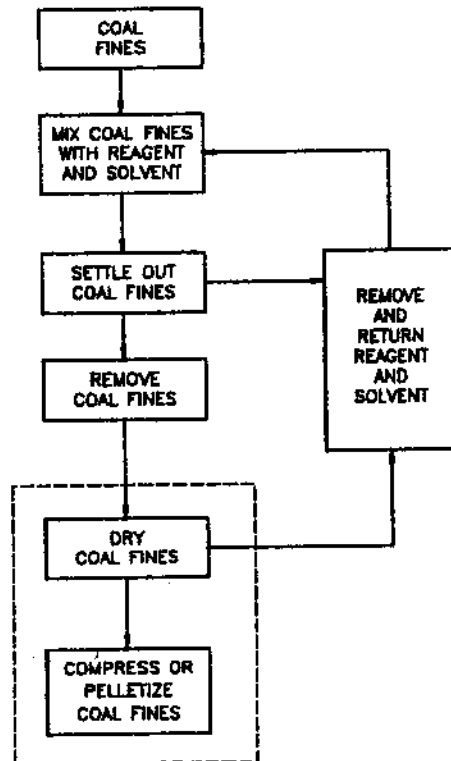 COAL
FINES
MIX COAL FINES
WITH REAGENT
AND SOLVENT
SETTLE OUT
COAL FINES
REMOVE
AND
RETURN
REAGENT
AND
SOLVENT
REMOVE
COAL FINES
DRY
COAL FINES
COMPRESS OR
PELLETIZE
COAL FINES